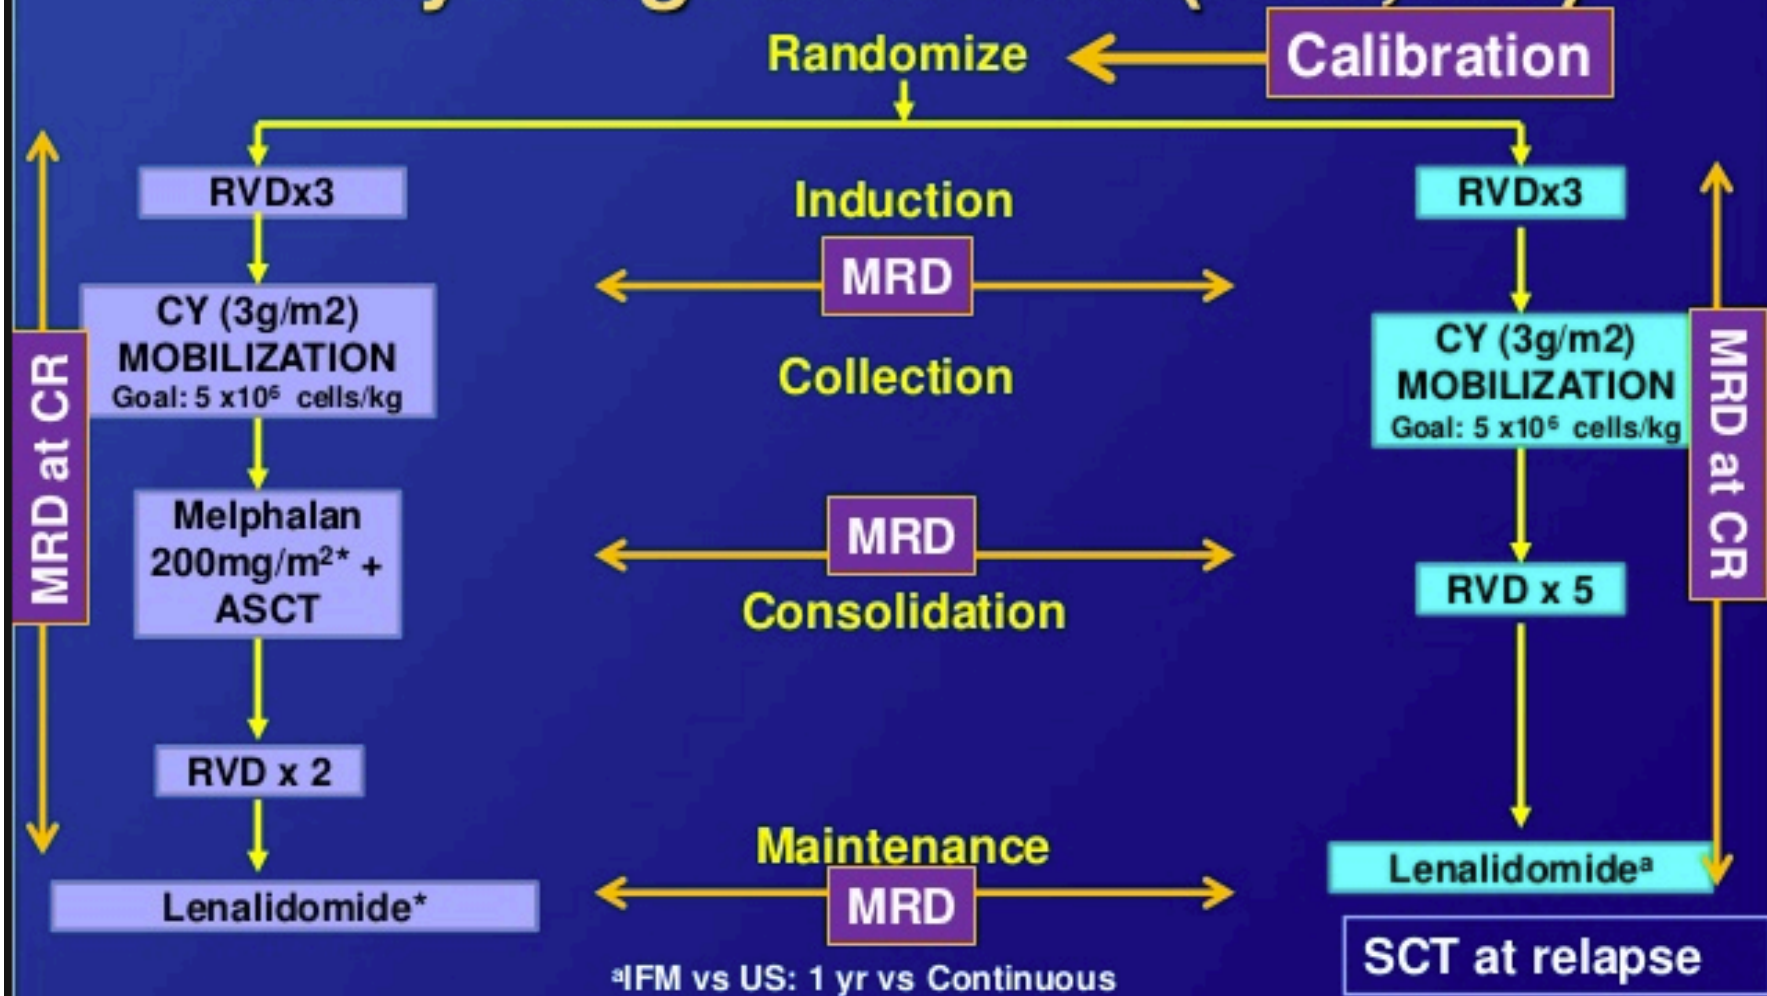 Randomize
Calibration
RVDx3
Induction
RVDx3
MRD
CY (3g/m2)
MOBILIZATION
Goal: 5 x10⁶ cells/kg
Collection
CY (3g/m2)
MOBILIZATION
Goal: 5 x10⁶ cells/kg
MRD at CR
MRD at CR
Melphalan
200mg/m²* +
ASCT
MRD
Consolidation
RVD x 5
RVD x 2
Maintenance
Lenalidomideᵃ
Lenalidomide*
MRD
SCT at relapse
ᵃIFM vs US: 1 yr vs Continuous